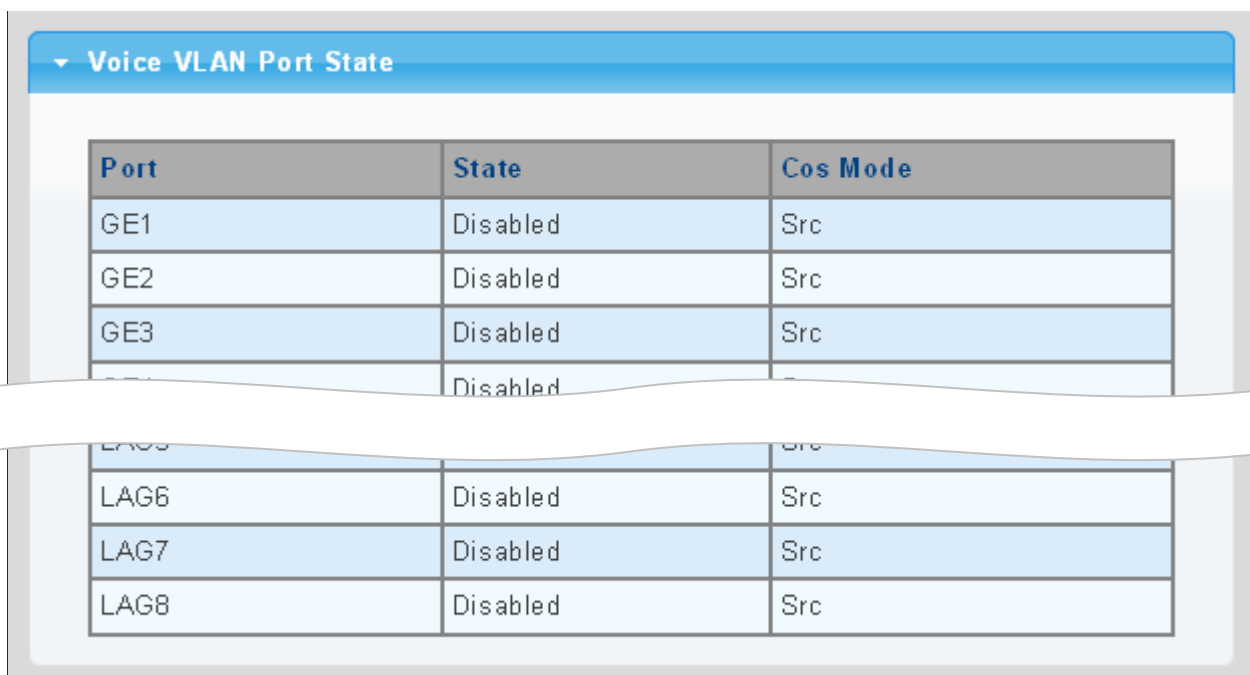 Voice VLAN Port State
Port State Cos Mode
GE1 Disabled Src
GE2 Disabled Src
GE3 Disabled Src
Disabled
LAG6 Disabled Src
LAG7 Disabled Src
LAG8 Disabled Src